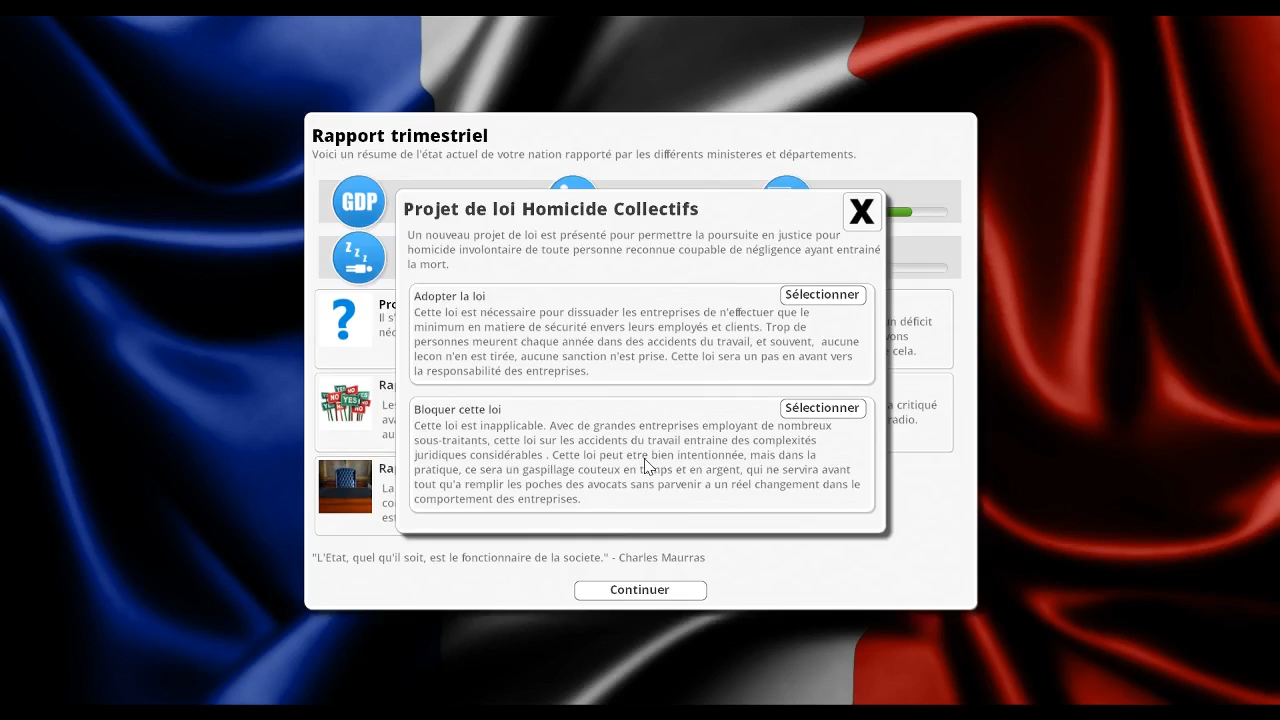 Rapport trimestriel
Voici un résume de l'état actuel de votre nation rapporté par les différents ministeres et départements.
GDP
Projet de loi Homicide Collectifs
X
Un nouveau projet de loi est présenté pour permettre la poursuite en justice pour
homicide involontaire de toute personne reconnue coupable de négligence ayant entrainé
la mort.
Adopter la loi
Sélectionner
Cette loi est nécessaire pour dissuader les entreprises de n'effectuer que le
minimum en matiere de sécurité envers leurs employés et clients. Trop de
personnes meurent chaque année dans des accidents du travail, et souvent, aucune
lecon n'en est tirée, aucune sanction n'est prise. Cette loi sera un pas en avant vers
la responsabilité des entreprises.
Bloquer cette loi
Sélectionner
Cette loi est inapplicable. Avec de grandes entreprises employant de nombreux
sous-traitants, cette loi sur les accidents du travail entraine des complexités
juridiques considérables . Cette loi peut etre bien intentionnée, mais dans la
pratique, ce sera un gaspillage couteux en temps et en argent, qui ne servira avant
tout qu'a remplir les poches des avocats sans parvenir a un réel changement dans le
comportement des entreprises.
z z z
?
Pro
Il s'
néc
n déficit
vons
e cela.
NO YES NO
Ra
Les
ava
au
a critiqué
radio.
Ra
La
co
est
"L'Etat, quel qu'il soit, est le fonctionnaire de la societe." - Charles Maurras
Continuer